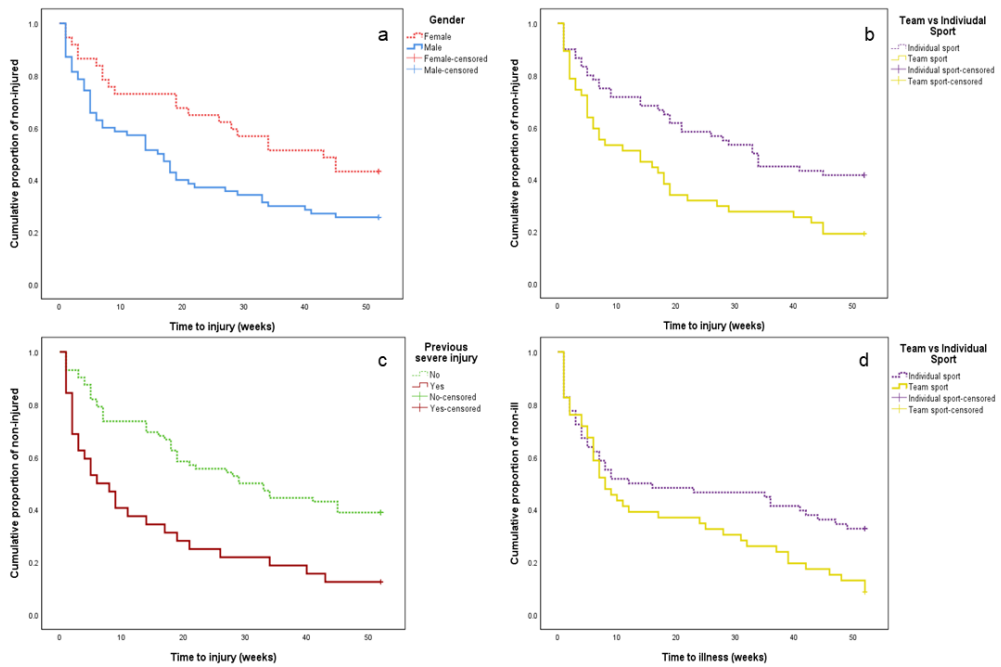 a
Gender
Female
Male
Female-censored
Male-censored
Cumulative proportion of non-injured
1.0
0.8
0.6
0.4
0.2
0.0
0
10
20
30
40
50
Time to injury (weeks)
b
Team vs Indiviudal
Sport
Individual sport
Team sport
Individual sport-censored
Team sport-censored
Cumulative proportion of non-injured
1.0
0.8
0.6
0.4
0.2
0.0
0
10
20
30
40
50
Time to injury (weeks)
c
Previous
severe injury
No
Yes
No-censored
Yes-censored
Cumulative proportion of non-injured
1.0
0.8
0.6
0.4
0.2
0.0
0
10
20
30
40
50
Time to injury (weeks)
d
Team vs Individual
Sport
Individual sport
Team sport
Individual sport-censored
Team sport-censored
Cumulative proportion of non-ill
1.0
0.8
0.6
0.4
0.2
0.0
0
10
20
30
40
50
Time to illness (weeks)